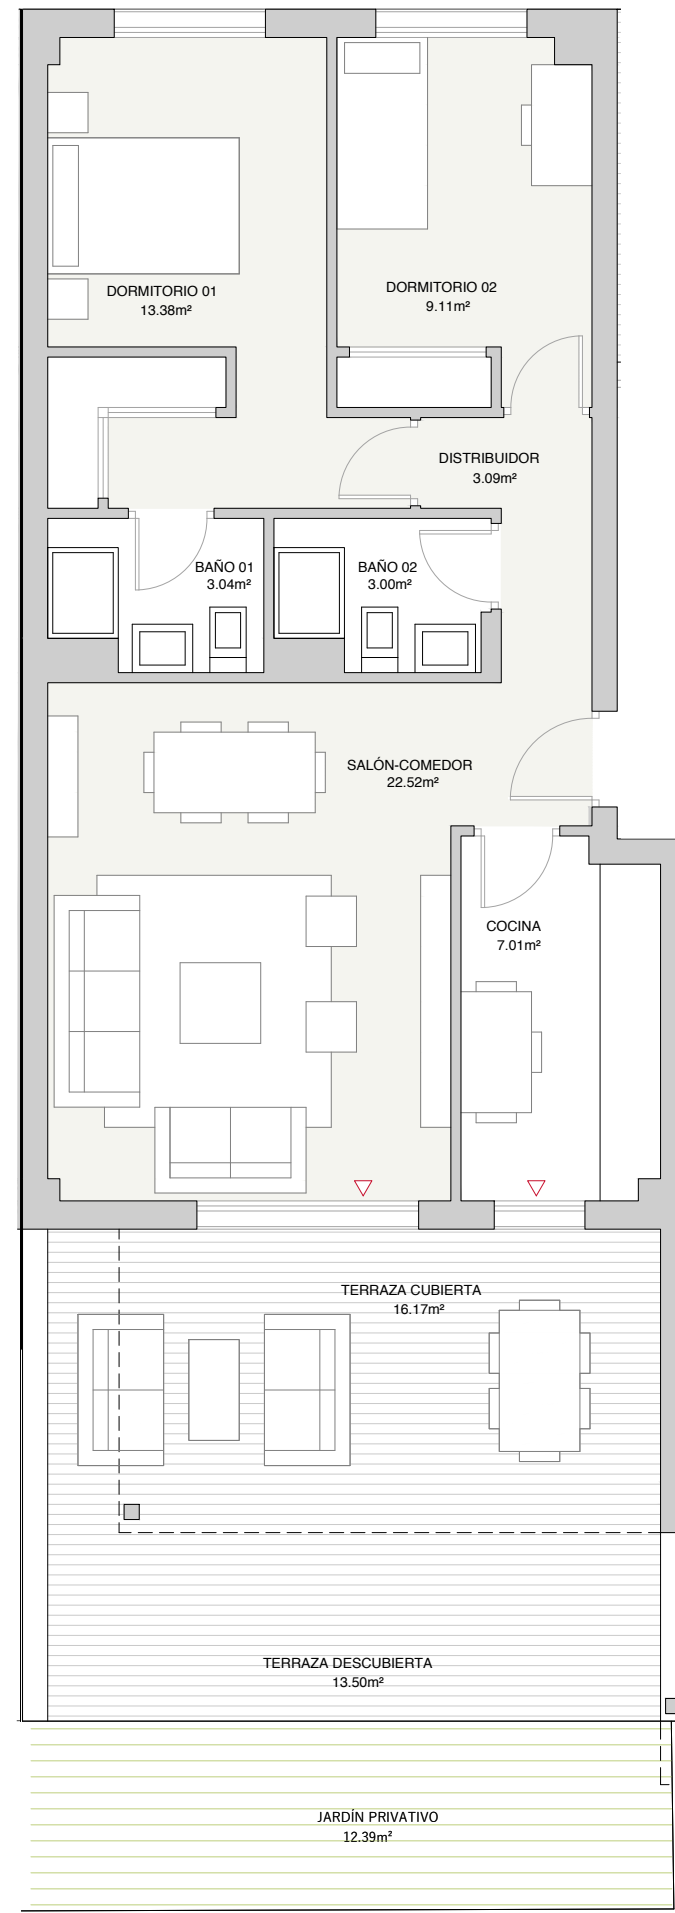 DORMITORIO 01
13.38m²
DORMITORIO 02
9.11m²
DISTRIBUIDOR
3.09m²
BAÑO 01
3.04m²
BAÑO 02
3.00m²
SALÓN-COMEDOR
22.52m²
COCINA
7.01m²
TERRAZA CUBIERTA
16.17m²
TERRAZA DESCUBIERTA
13.50m²
JARDÍN PRIVATIVO
12.39m²